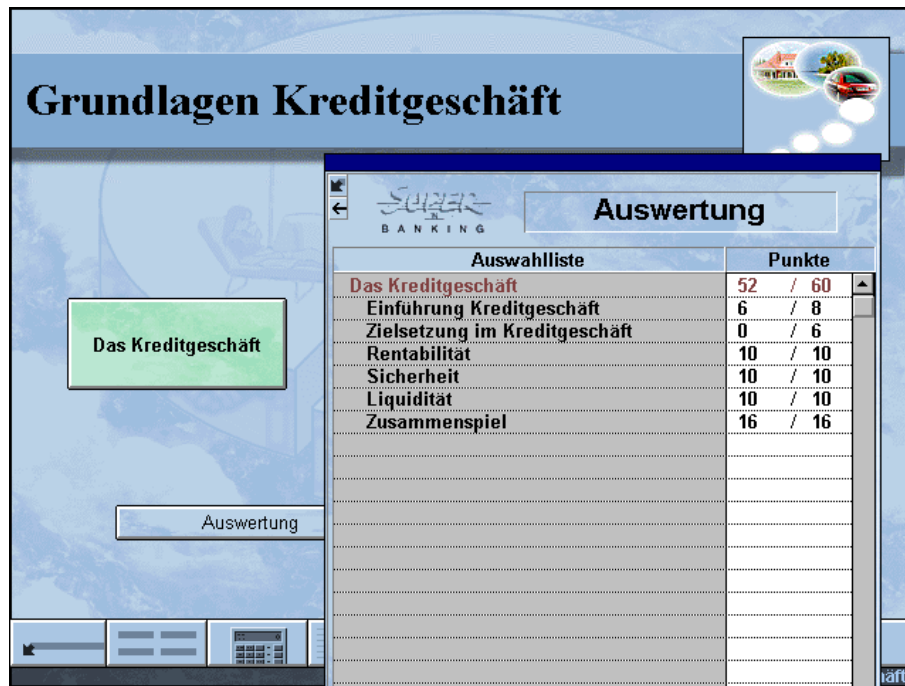 Grundlagen Kreditgeschäft
SUPER
N
BANKING
Auswertung
Auswahlliste Punkte
Das Kreditgeschäft 52 / 60
Einführung Kreditgeschäft 6 / 8
Zielsetzung im Kreditgeschäft 0 / 6
Rentabilität 10 / 10
Sicherheit 10 / 10
Liquidität 10 / 10
Zusammenspiel 16 / 16
Das Kreditgeschäft
Auswertung